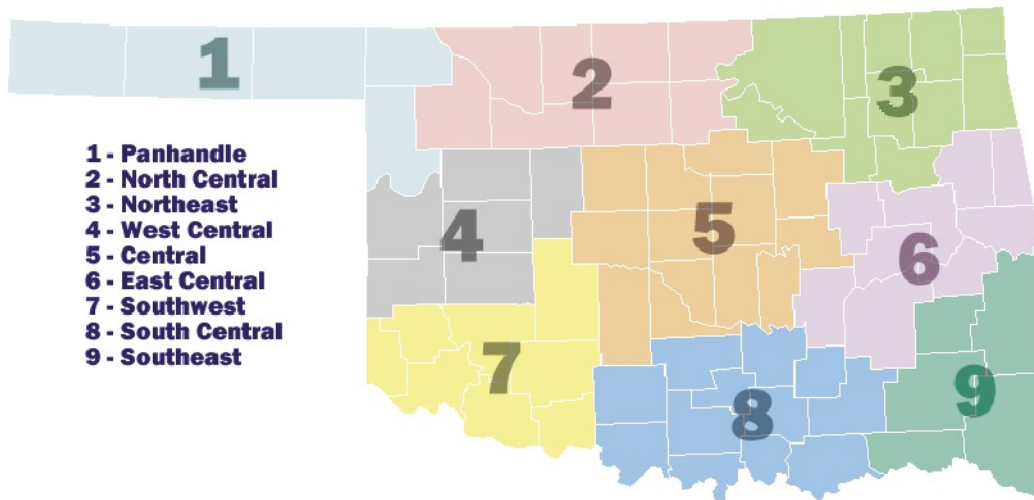 1
2
3
1 - Panhandle
2 - North Central
3 - Northeast
4 - West Central
5 - Central
6 - East Central
7 - Southwest
8 - South Central
9 - Southeast
4
5
6
7
8
9